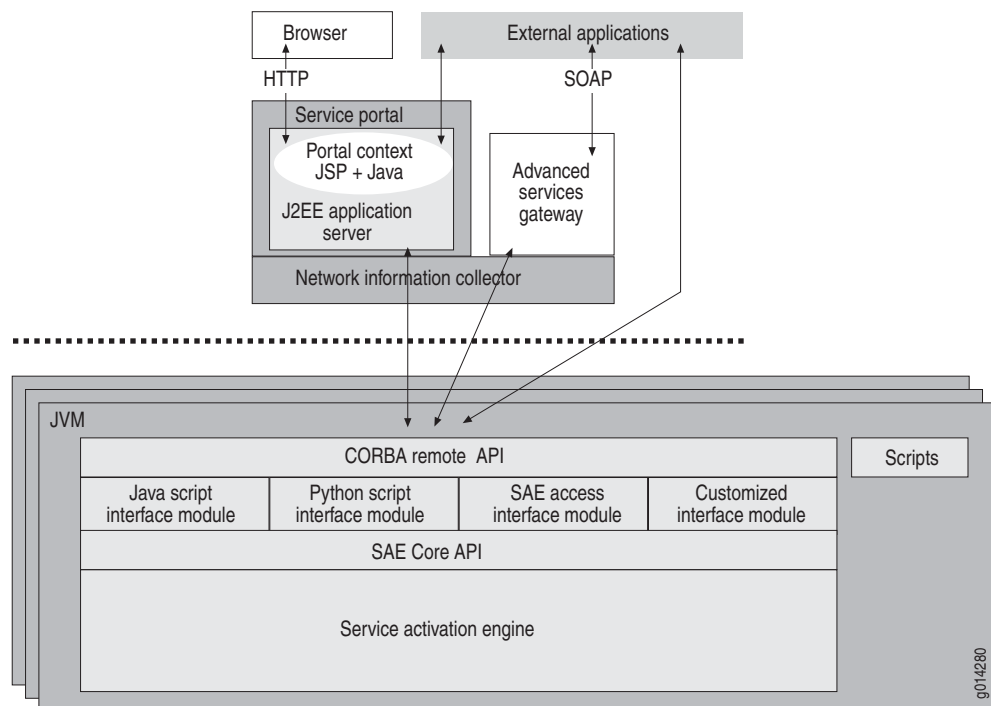 Browser
External applications
HTTP
SOAP
Service portal
Portal context
JSP + Java
J2EE application
server
Advanced
services
gateway
Network information collector
JVM
CORBA remote API
Scripts
Java script
interface module
Python script
interface module
SAE access
interface module
Customized
interface module
SAE Core API
Service activation engine
g014280